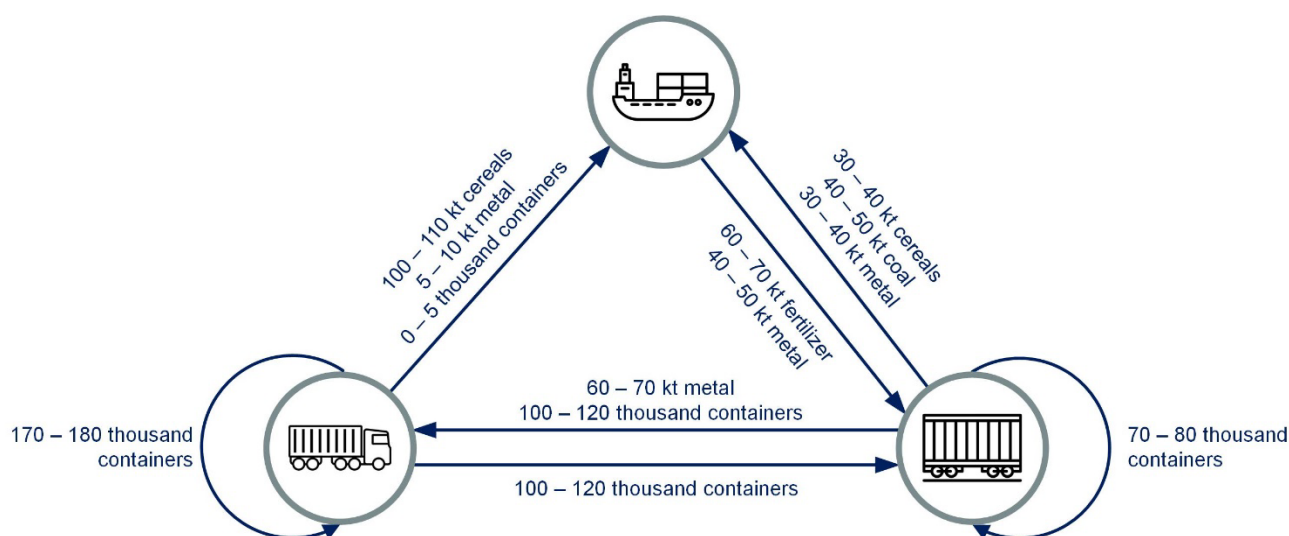 100 – 110 kt cereals
5 – 10 kt metal
0 – 5 thousand containers
30 – 40 kt cereals
40 – 50 kt coal
30 – 40 kt metal
60 – 70 kt fertilizer
40 – 50 kt metal
60 – 70 kt metal
100 – 120 thousand containers
170 – 180 thousand
containers
70 – 80 thousand
containers
100 – 120 thousand containers